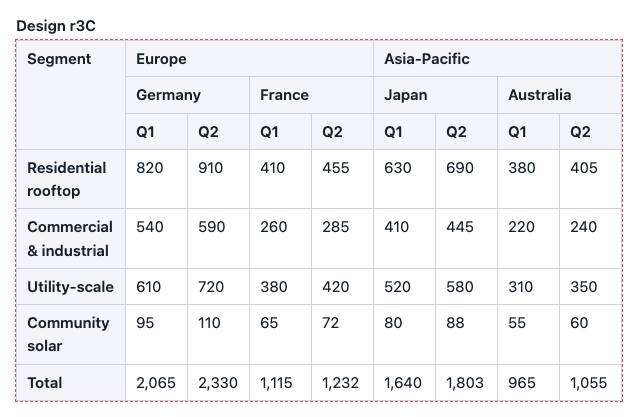 Design r3C
Segment Europe Asia-Pacific
Germany France Japan Australia
Q1 Q2 Q1 Q2 Q1 Q2 Q1 Q2
Residential rooftop 820 910 410 455 630 690 380 405
Commercial & industrial 540 590 260 285 410 445 220 240
Utility-scale 610 720 380 420 520 580 310 350
Community solar 95 110 65 72 80 88 55 60
Total 2,065 2,330 1,115 1,232 1,640 1,803 965 1,055